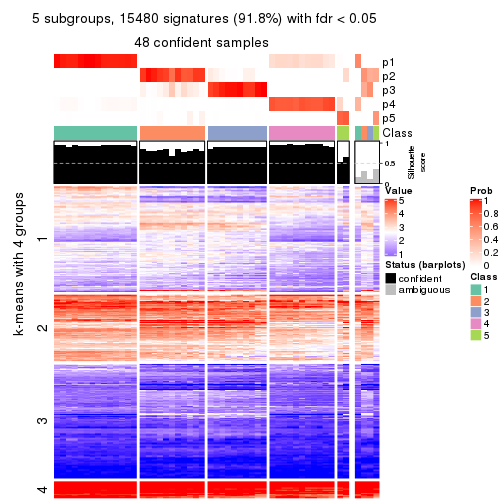 5 subgroups, 15480 signatures (91.8%) with fdr < 0.05
48 confident samples
p1
p2
p3
p4
p5
Class
1
0.5
0
Silhouette
score
k-means with 4 groups
1
2
3
4
Value
5
4
3
2
1
Status (barplots)
confident
ambiguous
Prob
1
0.8
0.6
0.4
0.2
0
Class
1
2
3
4
5